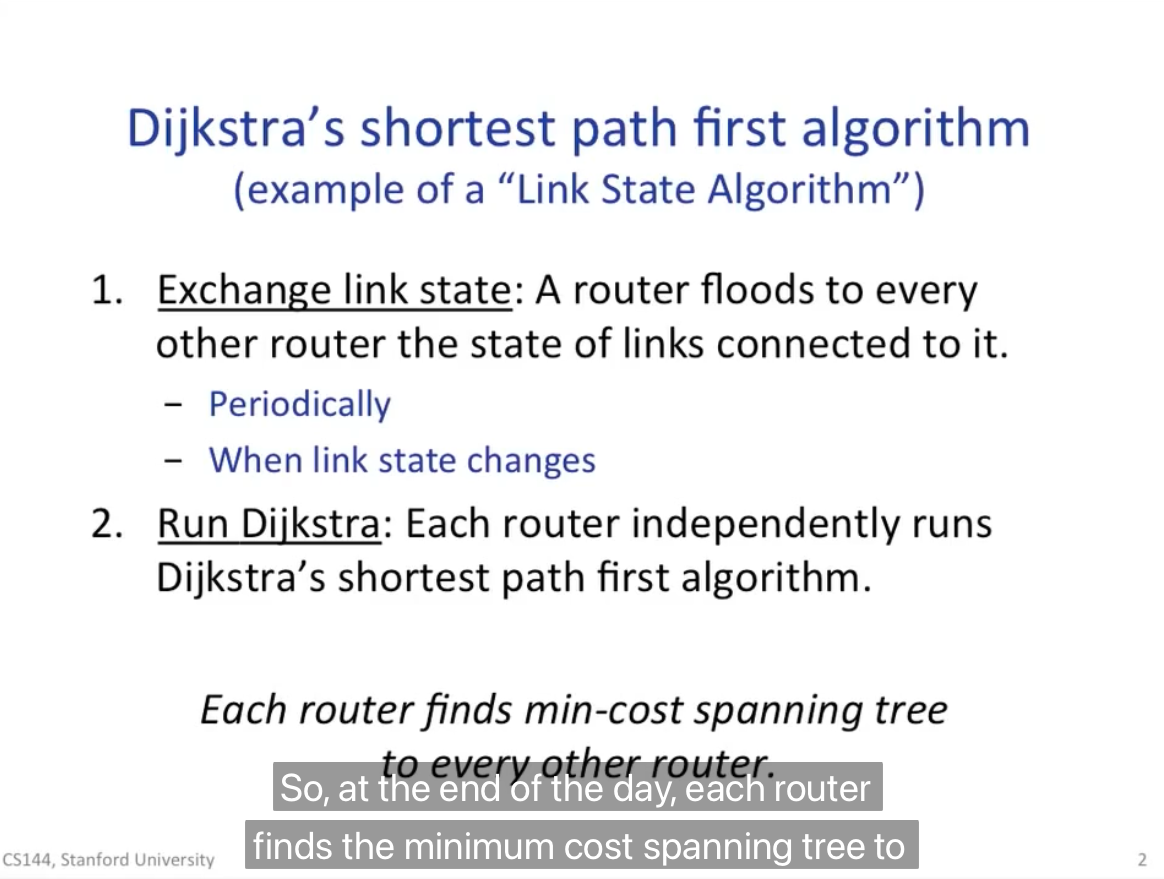 Dijkstra’s shortest path first algorithm
(example of a “Link State Algorithm”)
1. Exchange link state: A router floods to every
other router the state of links connected to it.
– Periodically
– When link state changes
2. Run Dijkstra: Each router independently runs
Dijkstra’s shortest path first algorithm.
Each router finds min-cost spanning tree
to every other router.
So, at the end of the day, each router
finds the minimum cost spanning tree to
CS144, Stanford University
2